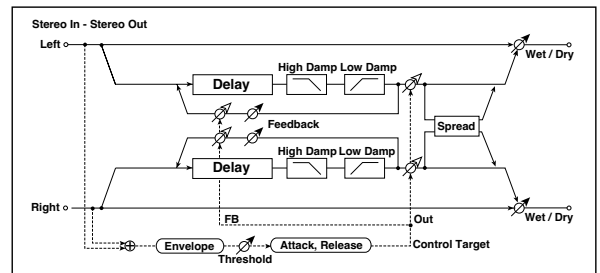 Stereo In - Stereo Out
Left
Wet / Dry
High Damp Low Damp
Delay
Feedback
Spread
High Damp Low Damp
Delay
Right
FB
Out
Wet / Dry
Envelope
Threshold
Attack, Release
Control Target